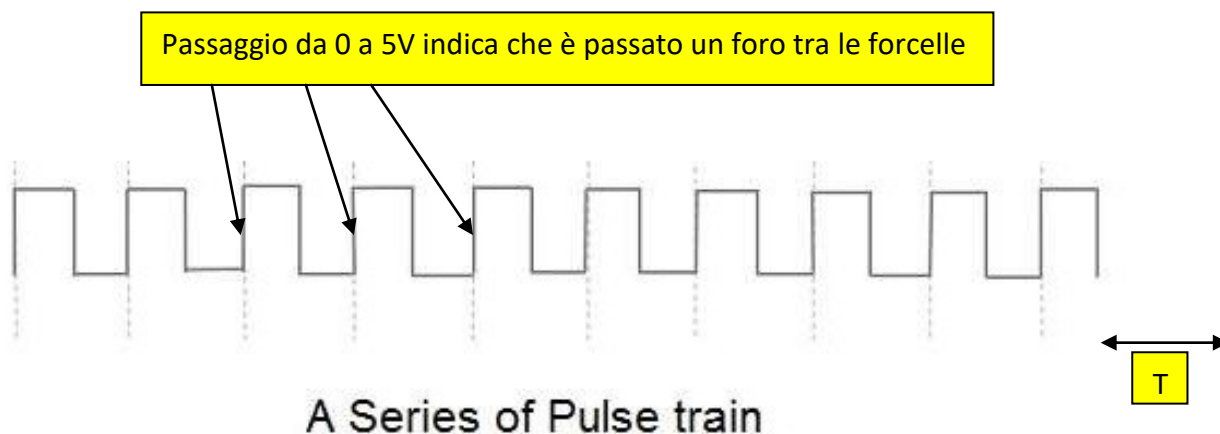 Passaggio da 0 a 5V indica che è passato un foro tra le forcelle
T
A Series of Pulse train